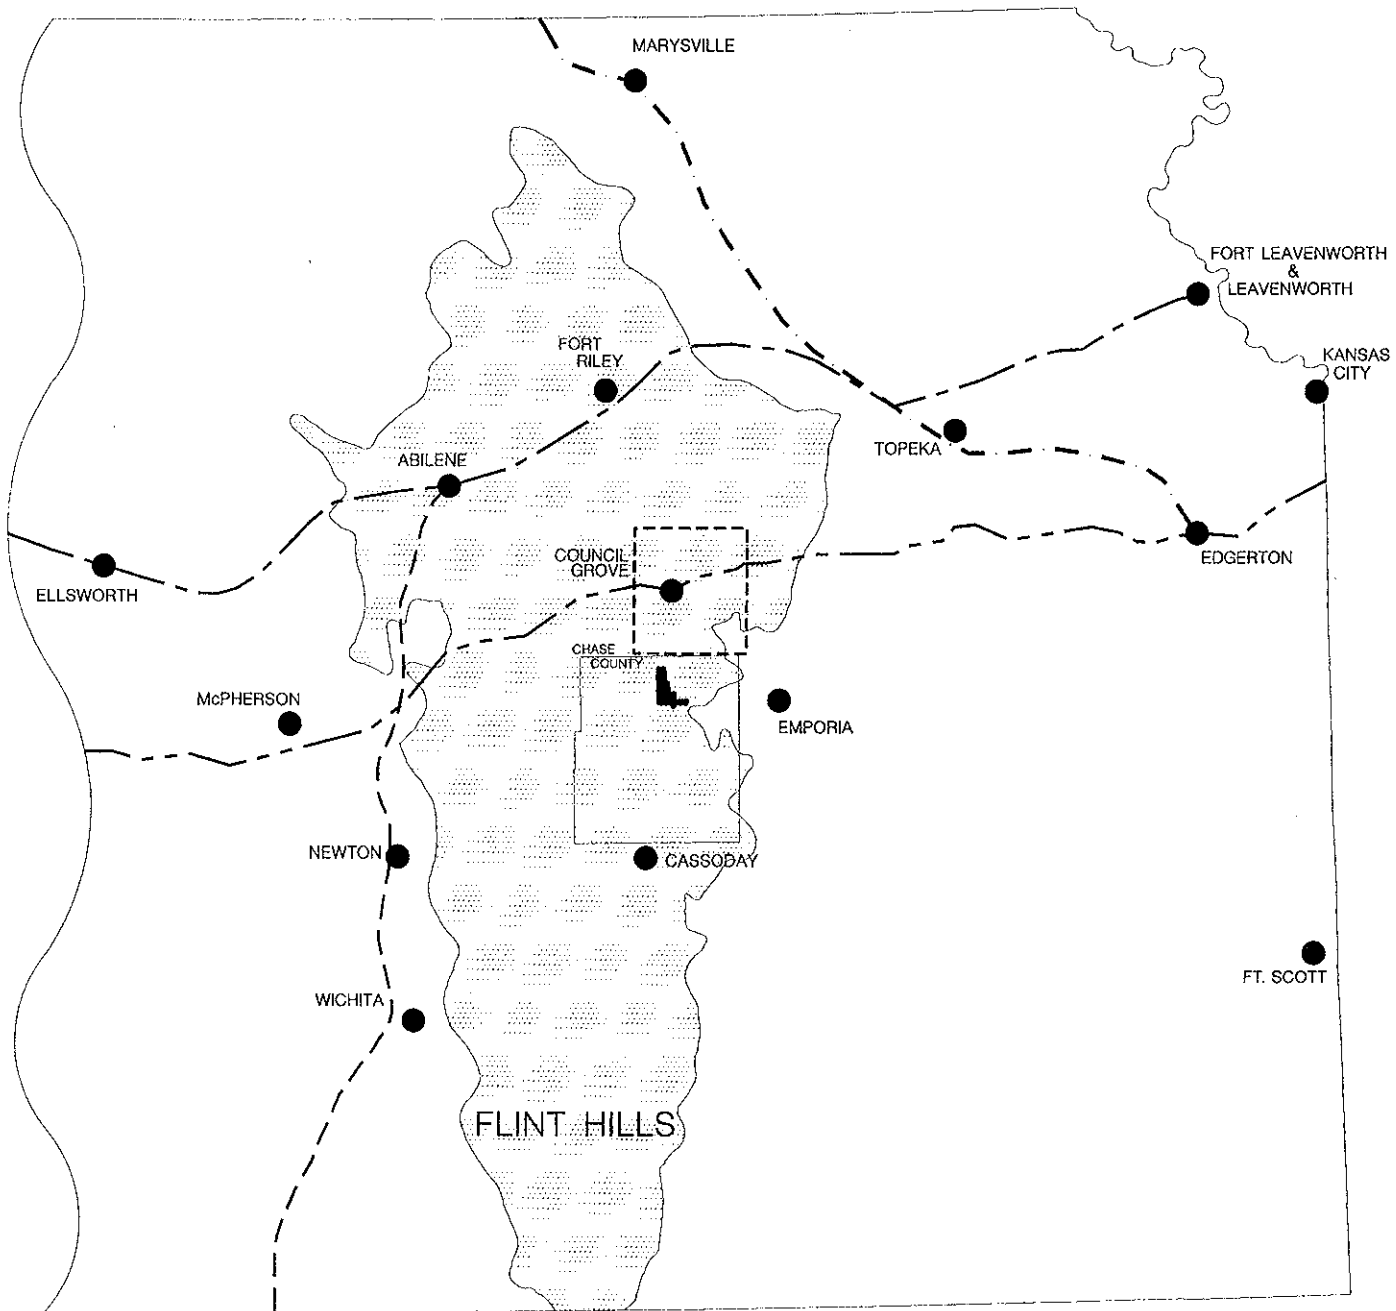 MARYSVILLE
FORT LEAVENWORTH
&
LEAVENWORTH
FORT
RILEY
KANSAS
CITY
TOPEKA
ABILENE
COUNCIL
GROVE
EDGERTON
ELLSWORTH
CHASE
COUNTY
McPHERSON
EMPORIA
NEWTON
CASSODAY
FT. SCOTT
WICHITA
FLINT HILLS